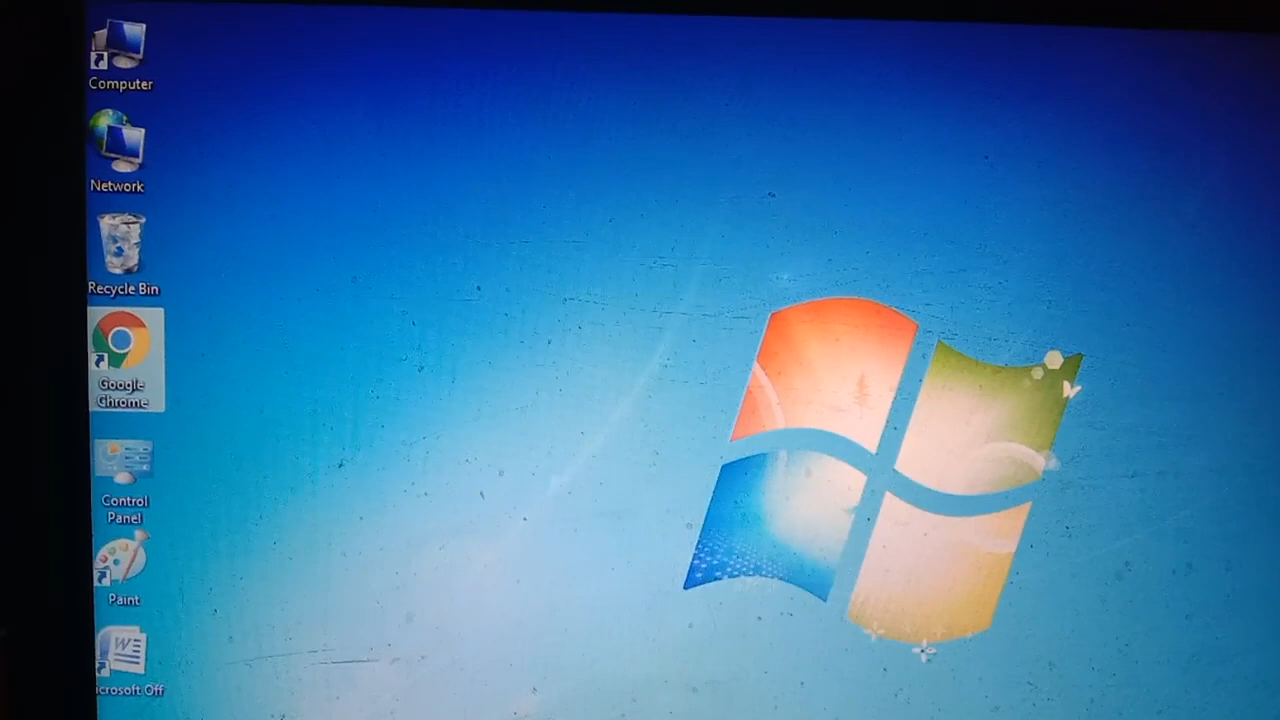 Computer
Network
Recycle Bin
Google
Chrome
Control
Panel
Paint
W
icrosoft Off